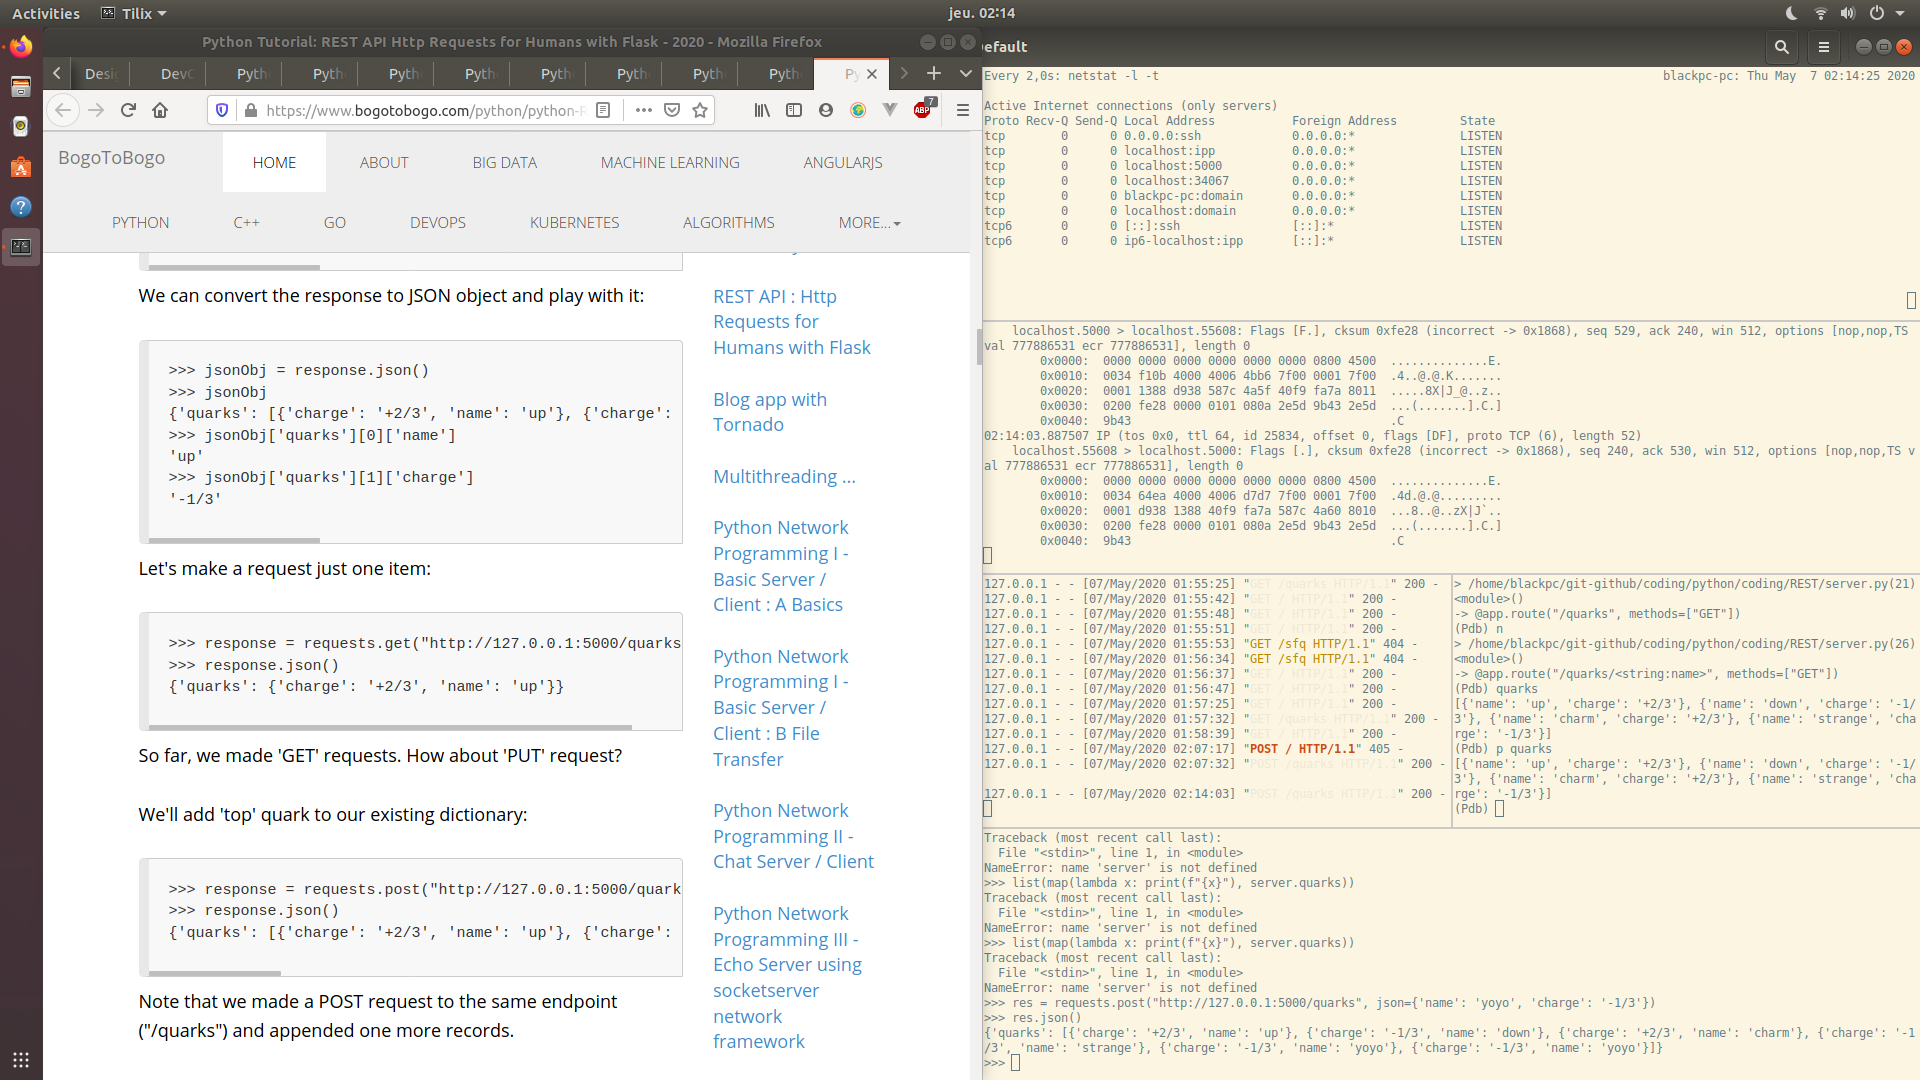 Activities
Tilix
jeu. 02:14
Python Tutorial: REST API Http Requests for Humans with Flask - 2020 - Mozilla Firefox
Desi
Dev
Pyth
Pyth
Pyth
Pyth
Pyth
Pyth
Pyth
Pyth
Py
https://www.bogotobogo.com/python/python-
ABP
7
BogoToBogo
HOME
ABOUT
BIG DATA
MACHINE LEARNING
ANGULARJS
PYTHON
C++
GO
DEVOPS
KUBERNETES
ALGORITHMS
MORE...
We can convert the response to JSON object and play with it:
>>> jsonObj = response.json()
>>> jsonObj
{'quarks': [{'charge': '+2/3', 'name': 'up'}, {'charge':
>>> jsonObj['quarks'][0]['name']
'up'
>>> jsonObj['quarks'][1]['charge']
'-1/3'
Let's make a request just one item:
>>> response = requests.get("http://127.0.0.1:5000/quarks
>>> response.json()
{'quarks': {'charge': '+2/3', 'name': 'up'}}
So far, we made 'GET' requests. How about 'PUT' request?
We'll add 'top' quark to our existing dictionary:
>>> response = requests.post("http://127.0.0.1:5000/quark
>>> response.json()
{'quarks': [{'charge': '+2/3', 'name': 'up'}, {'charge':
Note that we made a POST request to the same endpoint
("/quarks") and appended one more records.
REST API : Http
Requests for
Humans with Flask
Blog app with
Tornado
Multithreading ...
Python Network
Programming I -
Basic Server /
Client : A Basics
Python Network
Programming I -
Basic Server /
Client : B File
Transfer
Python Network
Programming II -
Chat Server / Client
Python Network
Programming III -
Echo Server using
socketserver
network
framework
efault
Every 2,0s: netstat -l -t
blackpc-pc: Thu May  7 02:14:25 2020
Active Internet connections (only servers)
Proto Recv-Q Send-Q Local Address           Foreign Address         State
tcp        0      0 0.0.0.0:ssh             0.0.0.0:*               LISTEN
tcp        0      0 localhost:ipp           0.0.0.0:*               LISTEN
tcp        0      0 localhost:5000          0.0.0.0:*               LISTEN
tcp        0      0 localhost:34067         0.0.0.0:*               LISTEN
tcp        0      0 blackpc-pc:domain       0.0.0.0:*               LISTEN
tcp        0      0 localhost:domain        0.0.0.0:*               LISTEN
tcp6       0      0 [::]:ssh                [::]:*                  LISTEN
tcp6       0      0 ip6-localhost:ipp       [::]:*                  LISTEN
localhost.5000 > localhost.55608: Flags [F.], cksum 0xfe28 (incorrect -> 0x1868), seq 529, ack 240, win 512, options [nop,nop,TS
val 777886531 ecr 777886531], length 0
0x0000:  0000 0000 0000 0000 0000 0000 0800 4500  ..............E.
0x0010:  0034 f10b 4000 4006 4bb6 7f00 0001 7f00  .4..@.@.K.......
0x0020:  0001 1388 d938 587c 4a5f 40f9 fa7a 8011  .....8X|J_@..z..
0x0030:  0200 fe28 0000 0101 080a 2e5d 9b43 2e5d  ...(.......].C.]
0x0040:  9b43                                     .C
02:14:03.887507 IP (tos 0x0, ttl 64, id 25834, offset 0, flags [DF], proto TCP (6), length 52)
localhost.55608 > localhost.5000: Flags [.], cksum 0xfe28 (incorrect -> 0x1868), seq 240, ack 530, win 512, options [nop,nop,TS v
al 777886531 ecr 777886531], length 0
0x0000:  0000 0000 0000 0000 0000 0000 0800 4500  ..............E.
0x0010:  0034 64ea 4000 4006 d7d7 7f00 0001 7f00  .4d.@.@.........
0x0020:  0001 d938 1388 40f9 fa7a 587c 4a60 8010  ...8..@..zX|J`..
0x0030:  0200 fe28 0000 0101 080a 2e5d 9b43 2e5d  ...(.......].C.]
0x0040:  9b43                                     .C
127.0.0.1 - - [07/May/2020 01:55:25] "GET /quarks HTTP/1.1" 200 -
127.0.0.1 - - [07/May/2020 01:55:42] "GET / HTTP/1.1" 200 -
127.0.0.1 - - [07/May/2020 01:55:48] "GET / HTTP/1.1" 200 -
127.0.0.1 - - [07/May/2020 01:55:51] "GET / HTTP/1.1" 200 -
127.0.0.1 - - [07/May/2020 01:55:53] "GET /sfq HTTP/1.1" 404 -
127.0.0.1 - - [07/May/2020 01:56:34] "GET /sfq HTTP/1.1" 404 -
127.0.0.1 - - [07/May/2020 01:56:37] "GET / HTTP/1.1" 200 -
127.0.0.1 - - [07/May/2020 01:56:47] "GET / HTTP/1.1" 200 -
127.0.0.1 - - [07/May/2020 01:57:25] "GET / HTTP/1.1" 200 -
127.0.0.1 - - [07/May/2020 01:57:32] "GET /quarks HTTP/1.1" 200 -
127.0.0.1 - - [07/May/2020 01:58:39] "GET / HTTP/1.1" 200 -
127.0.0.1 - - [07/May/2020 02:07:17] "POST / HTTP/1.1" 405 -
127.0.0.1 - - [07/May/2020 02:07:32] "POST /quarks HTTP/1.1" 200 -
127.0.0.1 - - [07/May/2020 02:14:03] "POST /quarks HTTP/1.1" 200 -
> /home/blackpc/git-github/coding/python/coding/REST/server.py(21)
<module>()
-> @app.route("/quarks", methods=["GET"])
(Pdb) n
> /home/blackpc/git-github/coding/python/coding/REST/server.py(26)
<module>()
-> @app.route("/quarks/<string:name>", methods=["GET"])
(Pdb) quarks
[{'name': 'up', 'charge': '+2/3'}, {'name': 'down', 'charge': '-1/
3'}, {'name': 'charm', 'charge': '+2/3'}, {'name': 'strange', 'cha
rge': '-1/3'}]
(Pdb) p quarks
[{'name': 'up', 'charge': '+2/3'}, {'name': 'down', 'charge': '-1/
3'}, {'name': 'charm', 'charge': '+2/3'}, {'name': 'strange', 'cha
rge': '-1/3'}]
(Pdb)
Traceback (most recent call last):
  File "<stdin>", line 1, in <module>
NameError: name 'server' is not defined
>>> list(map(lambda x: print(f"{x}"), server.quarks))
Traceback (most recent call last):
  File "<stdin>", line 1, in <module>
NameError: name 'server' is not defined
>>> list(map(lambda x: print(f"{x}"), server.quarks))
Traceback (most recent call last):
  File "<stdin>", line 1, in <module>
NameError: name 'server' is not defined
>>> res = requests.post("http://127.0.0.1:5000/quarks", json={'name': 'yoyo', 'charge': '-1/3'})
>>> res.json()
{'quarks': [{'charge': '+2/3', 'name': 'up'}, {'charge': '-1/3', 'name': 'down'}, {'charge': '+2/3', 'name': 'charm'}, {'charge': '-1
/3', 'name': 'strange'}, {'charge': '-1/3', 'name': 'yoyo'}, {'charge': '-1/3', 'name': 'yoyo'}]}
>>>